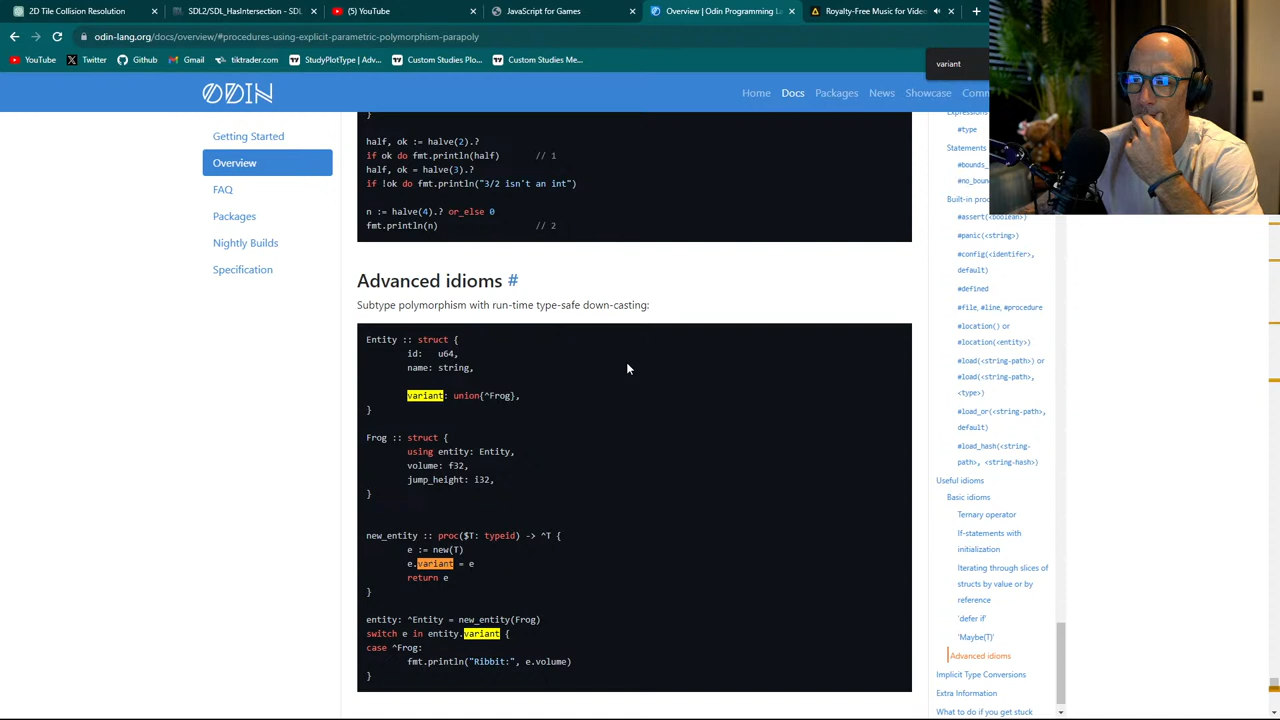 2D Tile Collision Resolution
SDL2/SDL_HasIntersection - SDL
(5) YouTube
JavaScript for Games
Overview | Odin Programming La
Royalty-Free Music for Video
odin-lang.org/docs/overview/#procedures-using-explicit-parametric-polymorphism-parapoly
YouTube
Twitter
Github
Gmail
tiktrader.com
StudyPlotType | Adv...
Custom Studies Plo...
Custom Studies Me...
variant
ODIN
Home
Docs
Packages
News
Showcase
Comm
Getting Started
Overview
FAQ
Packages
Nightly Builds
Specification
}
half, ok := halve(2).?
if ok do fmt.println(half) // 1
half, ok = halve(3).?
if !ok do fmt.println("3/2 isn't an int")
n := halve(4).? or_else 0
fmt.println(n) // 2
Advanced idioms #
Subtype polymorphism with run-time type-safe down-casting:
Entity :: struct {
id: u64,
name: string,
variant: union{^Frog},
}
Frog :: struct {
using entity: Entity,
volume: f32,
jump_height: i32,
}
new_entity :: proc($T: typeid) -> ^T {
e := new(T)
e.variant = e
return e
}
entity: ^Entity = new_entity(Frog)
switch e in entity.variant {
case ^Frog:
fmt.println("Ribbit:", e.volume)
}
Expressions
#type
Statements
#bounds_
#no_boun
Built-in proc
#assert(<boolean>)
#panic(<string>)
#config(<identifer>,
default)
#defined
#file, #line, #procedure
#location() or
#location(<entity>)
#load(<string-path>) or
#load(<string-path>,
<type>)
#load_or(<string-path>,
default)
#load_hash(<string-
path>, <string-hash>)
Useful idioms
Basic idioms
Ternary operator
If-statements with
initialization
Iterating through slices of
structs by value or by
reference
'defer if'
'Maybe(T)'
Advanced idioms
Implicit Type Conversions
Extra Information
What to do if you get stuck